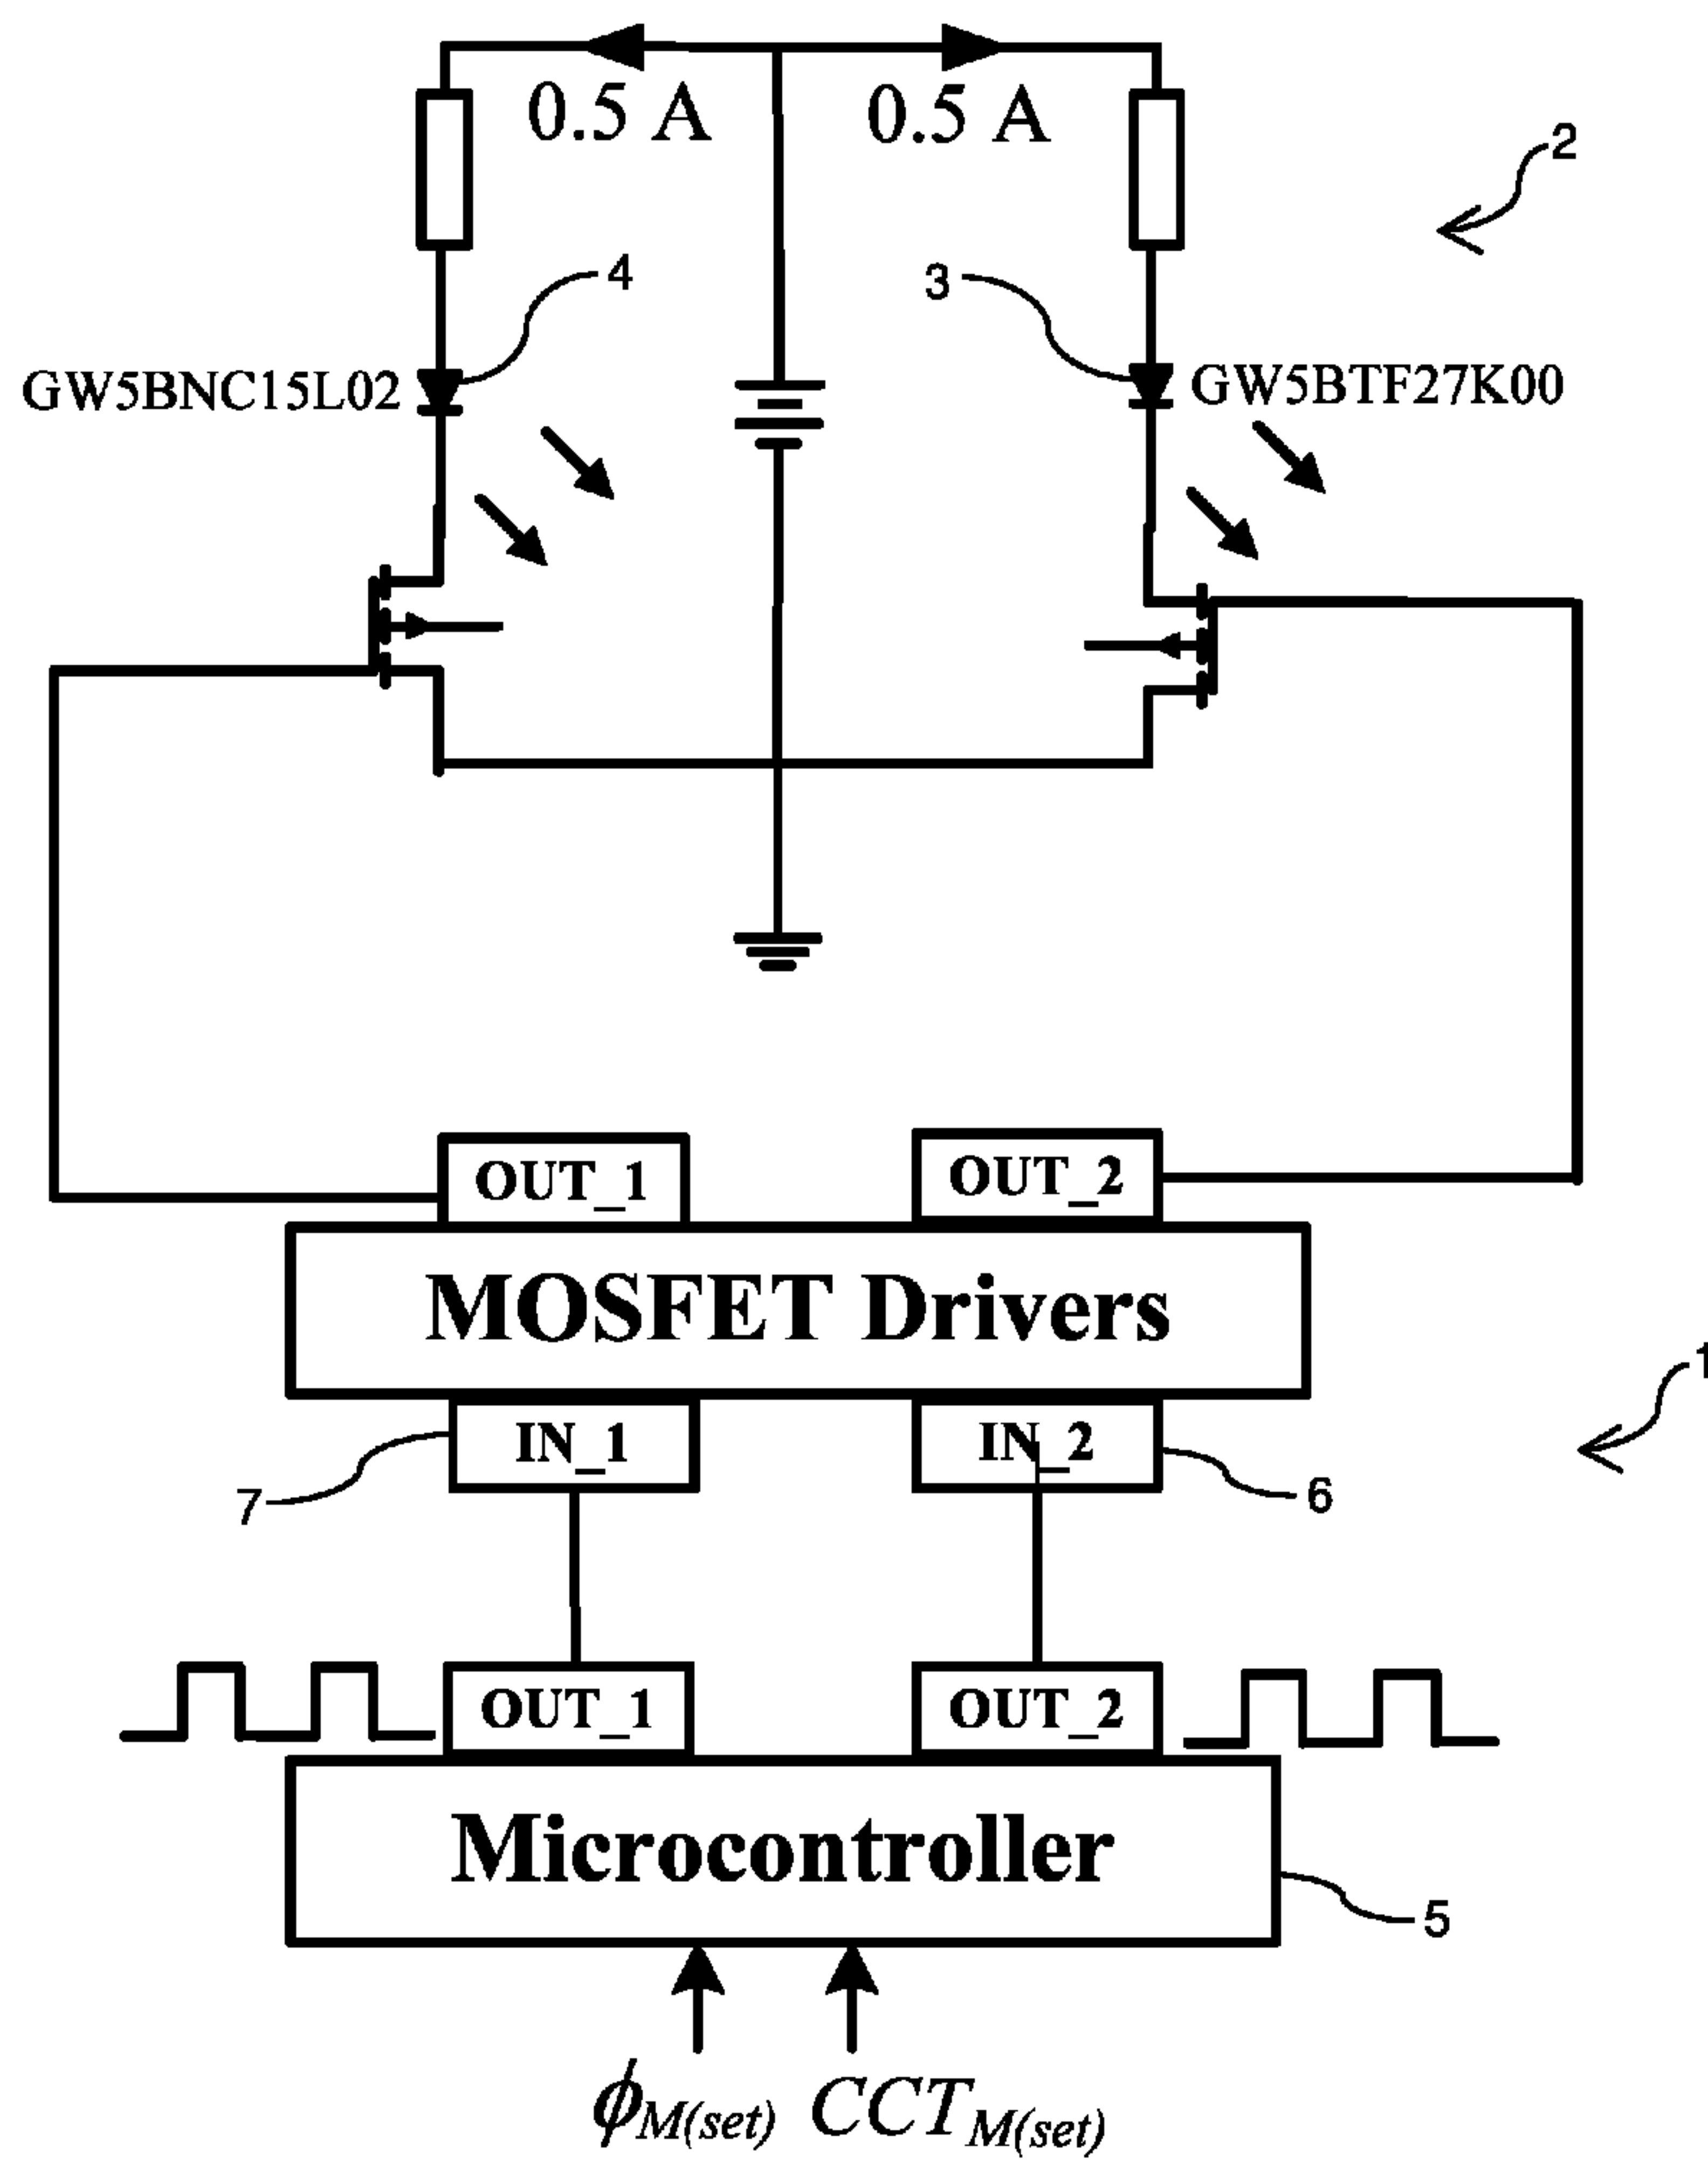 0.5 A
0.5 A
2
4
3
GW5BNC15L02
GW5BTF27K00
OUT_1
OUT_2
MOSFET Drivers
1
IN_1
IN_2
7
6
OUT_1
OUT_2
Microcontroller
5
ϕM(set)
CCTM(set)